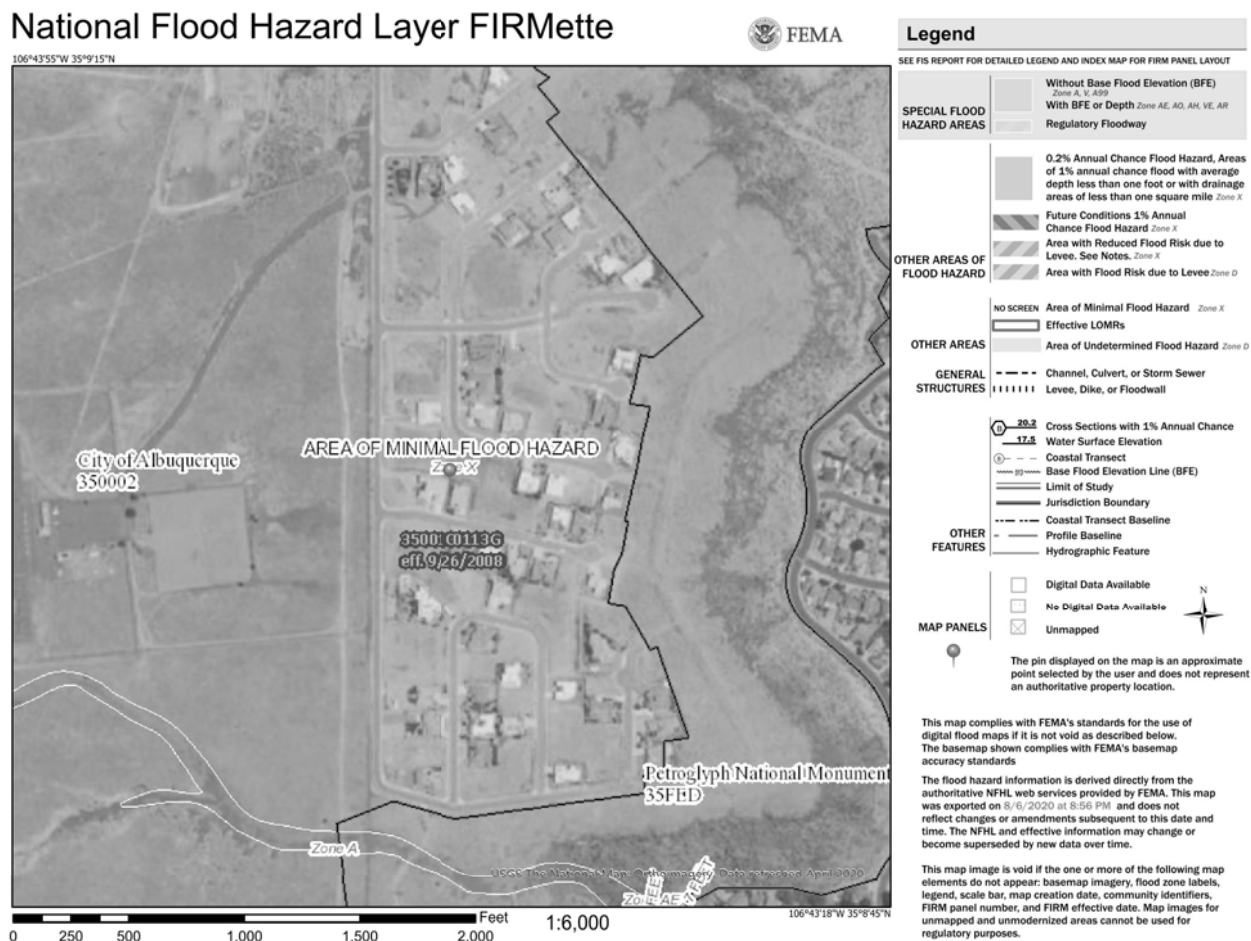 National Flood Hazard Layer FIRMette
FEMA
106°43'55"W 35°9'15"N
AREA OF MINIMAL FLOOD HAZARD
Zone X
City of Albuquerque
350002
eff. 9/26/2008
Petroglyph National Monument
35FED
Zone A
USGS The National Map: Orthoimagery. Data refreshed April 2020
FEET
106°43'18"W 35°8'45"N
Feet
1:6,000
0 250 500 1,000 1,500 2,000
Legend
SEE FIS REPORT FOR DETAILED LEGEND AND INDEX MAP FOR FIRM PANEL LAYOUT
SPECIAL FLOOD
HAZARD AREAS
Without Base Flood Elevation (BFE)
Zone A, V, A99
With BFE or Depth Zone AE, AO, AH, VE, AR
Regulatory Floodway
OTHER AREAS OF
FLOOD HAZARD
0.2% Annual Chance Flood Hazard, Areas
of 1% annual chance flood with average
depth less than one foot or with drainage
areas of less than one square mile Zone X
Future Conditions 1% Annual
Chance Flood Hazard Zone X
Area with Reduced Flood Risk due to
Levee. See Notes. Zone X
Area with Flood Risk due to Levee Zone D
OTHER AREAS
NO SCREEN Area of Minimal Flood Hazard Zone X
Effective LOMRs
Area of Undetermined Flood Hazard Zone D
GENERAL
STRUCTURES
Channel, Culvert, or Storm Sewer
Levee, Dike, or Floodwall
OTHER
FEATURES
B 20.2 Cross Sections with 1% Annual Chance
17.5 Water Surface Elevation
8 Coastal Transect
513 Base Flood Elevation Line (BFE)
Limit of Study
Jurisdiction Boundary
Coastal Transect Baseline
Profile Baseline
Hydrographic Feature
MAP PANELS
Digital Data Available
No Digital Data Available
Unmapped
N
The pin displayed on the map is an approximate
point selected by the user and does not represent
an authoritative property location.
This map complies with FEMA's standards for the use of
digital flood maps if it is not void as described below.
The basemap shown complies with FEMA's basemap
accuracy standards
The flood hazard information is derived directly from the
authoritative NFHL web services provided by FEMA. This map
was exported on 8/6/2020 at 8:56 PM and does not
reflect changes or amendments subsequent to this date and
time. The NFHL and effective information may change or
become superseded by new data over time.
This map image is void if the one or more of the following map
elements do not appear: basemap imagery, flood zone labels,
legend, scale bar, map creation date, community identifiers,
FIRM panel number, and FIRM effective date. Map images for
unmapped and unmodernized areas cannot be used for
regulatory purposes.